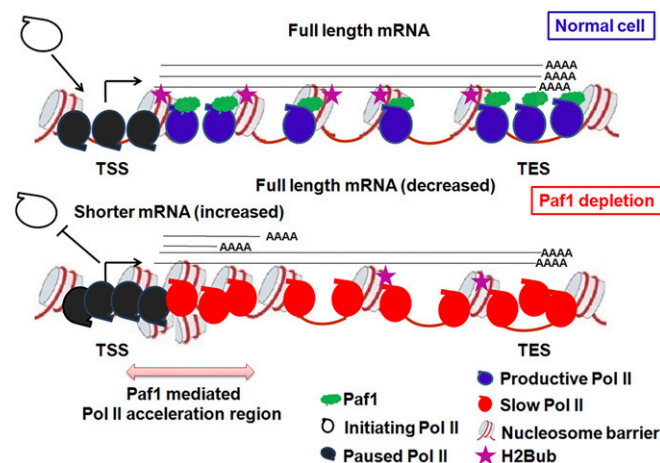 Full length mRNA
Normal cell
AAAA
AAAA
AAAA
TSS
TES
Full length mRNA (decreased)
Paf1 depletion
Shorter mRNA (increased)
AAAA
AAAA
AAAA
AAAA
TSS
TES
Paf1 mediated
Pol II acceleration region
Paf1
Initiating Pol II
Paused Pol II
Productive Pol II
Slow Pol II
Nucleosome barrier
H2Bub